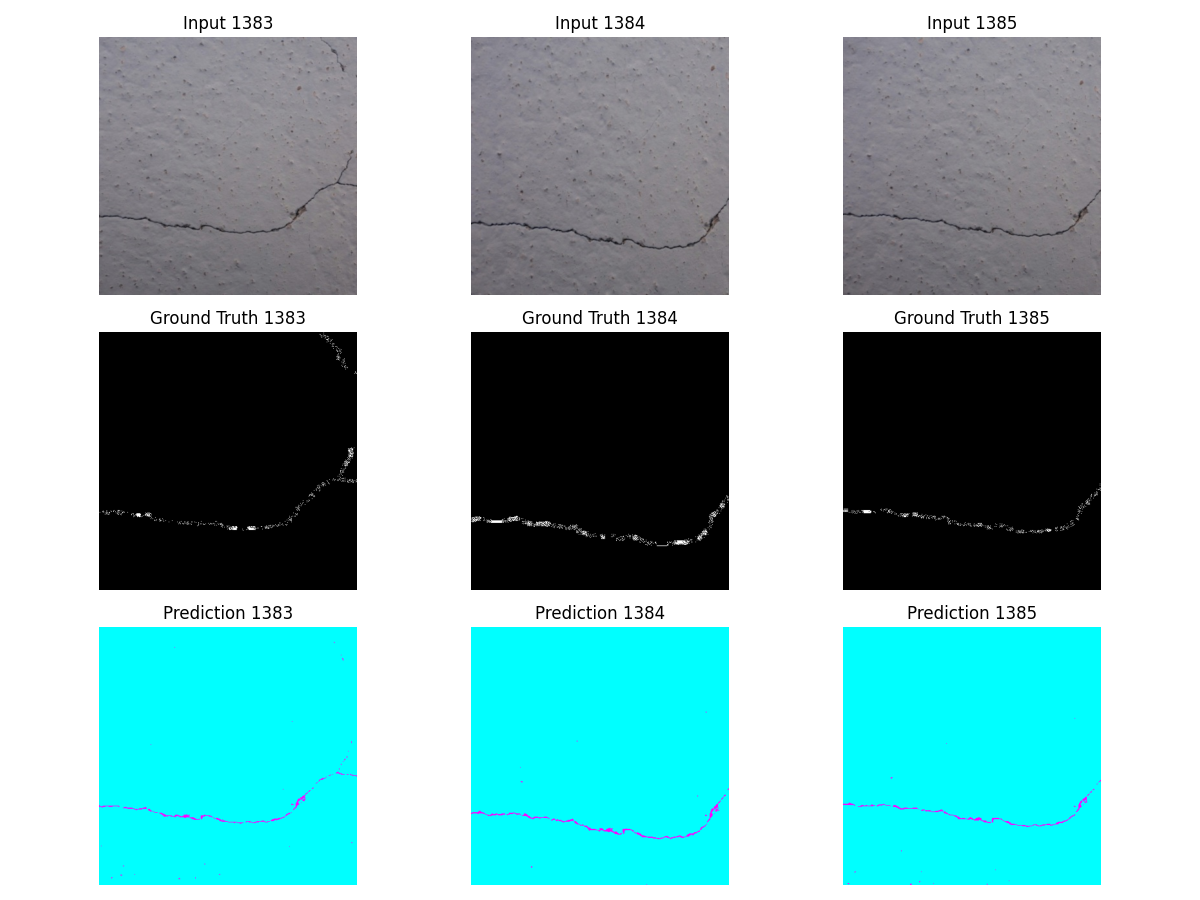 Input 1383
Input 1384
Input 1385
Ground Truth 1383
Ground Truth 1384
Ground Truth 1385
Prediction 1383
Prediction 1384
Prediction 1385